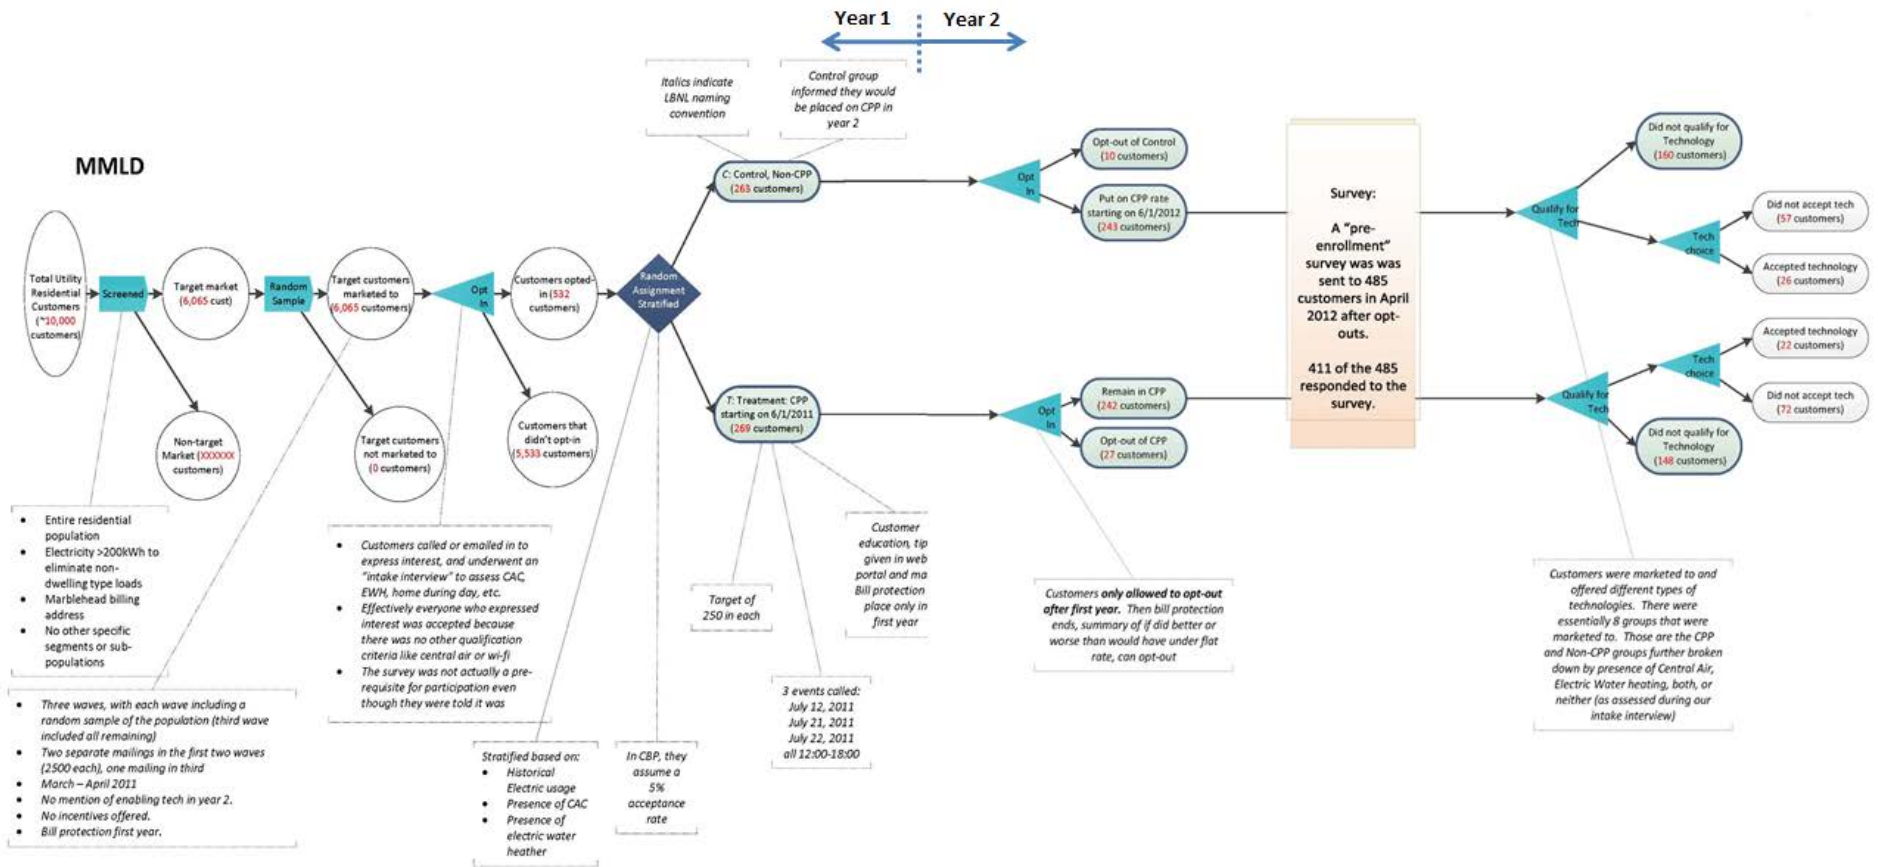 Year 1
Year 2
Italics indicate
LBNL naming
convention
Control group
informed they would
be placed on CPP in
year 2
MMLD
Total Utility
Residential
Customers
(~10,000
customers)
Screened
Target market
(6,065 cust)
Random
Sample
Target customers
marketed to
(6,065 customers)
Opt
In
Customers opted-
in (532
customers)
Random
Assignment
Stratified
Non-target
Market (XXXXXX
customers)
Target customers
not marketed to
(0 customers)
Customers that
didn't opt-in
(5,533 customers)
C: Control, Non-CPP
(263 customers)
Opt
In
Opt-out of Control
(10 customers)
Put on CPP rate
starting on 6/1/2012
(243 customers)
T: Treatment: CPP
starting on 6/1/2011
(269 customers)
Opt
In
Remain in CPP
(242 customers)
Opt-out of CPP
(27 customers)
Survey:
A "pre-
enrollment"
survey was was
sent to 485
customers in April
2012 after opt-
outs.
411 of the 485
responded to the
survey.
Qualify for
Tech
Did not qualify for
Technology
(160 customers)
Tech
choice
Did not accept tech
(57 customers)
Accepted technology
(26 customers)
Qualify for
Tech
Tech
choice
Accepted technology
(22 customers)
Did not accept tech
(72 customers)
Did not qualify for
Technology
(148 customers)
• Entire residential
population
• Electricity >200kWh to
eliminate non-
dwelling type loads
• Marblehead billing
address
• No other specific
segments or sub-
populations
• Three waves, with each wave including a
random sample of the population (third wave
included all remaining)
• Two separate mailings in the first two waves
(2500 each), one mailing in third
• March – April 2011
• No mention of enabling tech in year 2.
• No incentives offered.
• Bill protection first year.
• Customers called or emailed in to
express interest, and underwent an
"intake interview" to assess CAC,
EWH, home during day, etc.
• Effectively everyone who expressed
interest was accepted because
there was no other qualification
criteria like central air or wi-fi
• The survey was not actually a pre-
requisite for participation even
though they were told it was
Stratified based on:
• Historical
Electric usage
• Presence of CAC
• Presence of
electric water
heather
In CBP, they
assume a
5%
acceptance
rate
Target of
250 in each
3 events called:
July 12, 2011
July 21, 2011
July 22, 2011
all 12:00-18:00
Customer
education, tip
given in web
portal and ma
Bill protection
place only in
first year
Customers only allowed to opt-out
after first year. Then bill protection
ends, summary of if did better or
worse than would have under flat
rate, can opt-out
Customers were marketed to and
offered different types of
technologies. There were
essentially 8 groups that were
marketed to. Those are the CPP
and Non-CPP groups further broken
down by presence of Central Air,
Electric Water heating, both, or
neither (as assessed during our
intake interview)